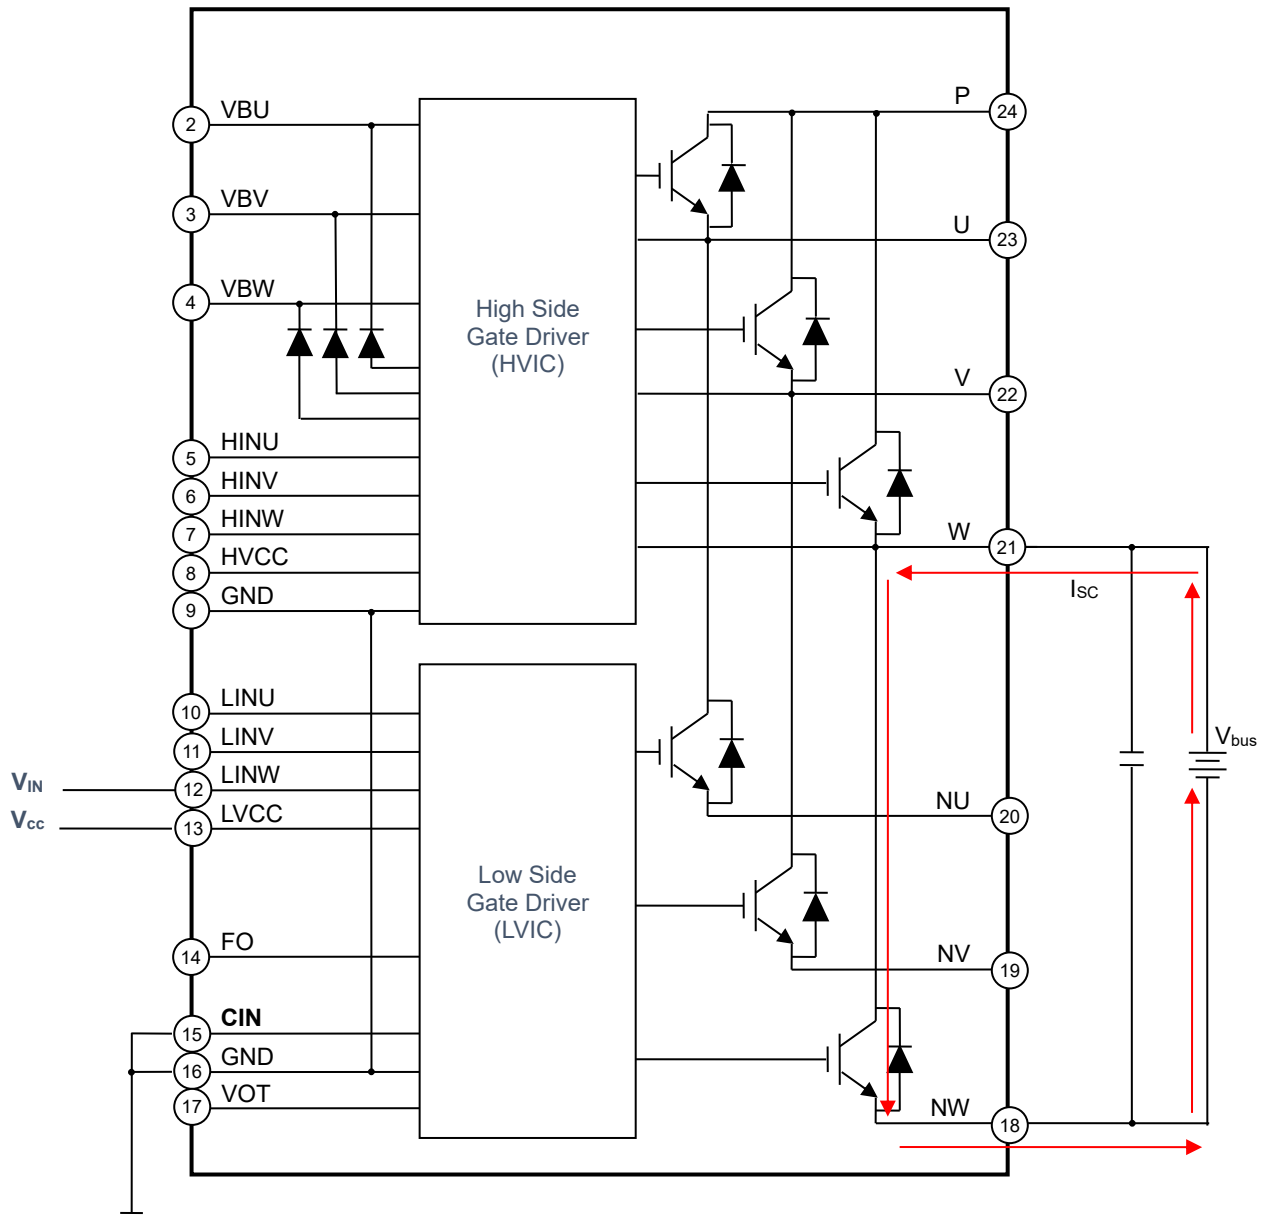 2 VBU
3 VBV
4 VBW
5 HINU
6 HINV
7 HINW
8 HVCC
9 GND
High Side
Gate Driver
(HVIC)
P 24
U 23
V 22
W 21
ISC
Vbus
10 LINU
11 LINV
VIN 12 LINW
Vcc 13 LVCC
14 FO
15 CIN
16 GND
17 VOT
Low Side
Gate Driver
(LVIC)
NU 20
NV 19
NW 18